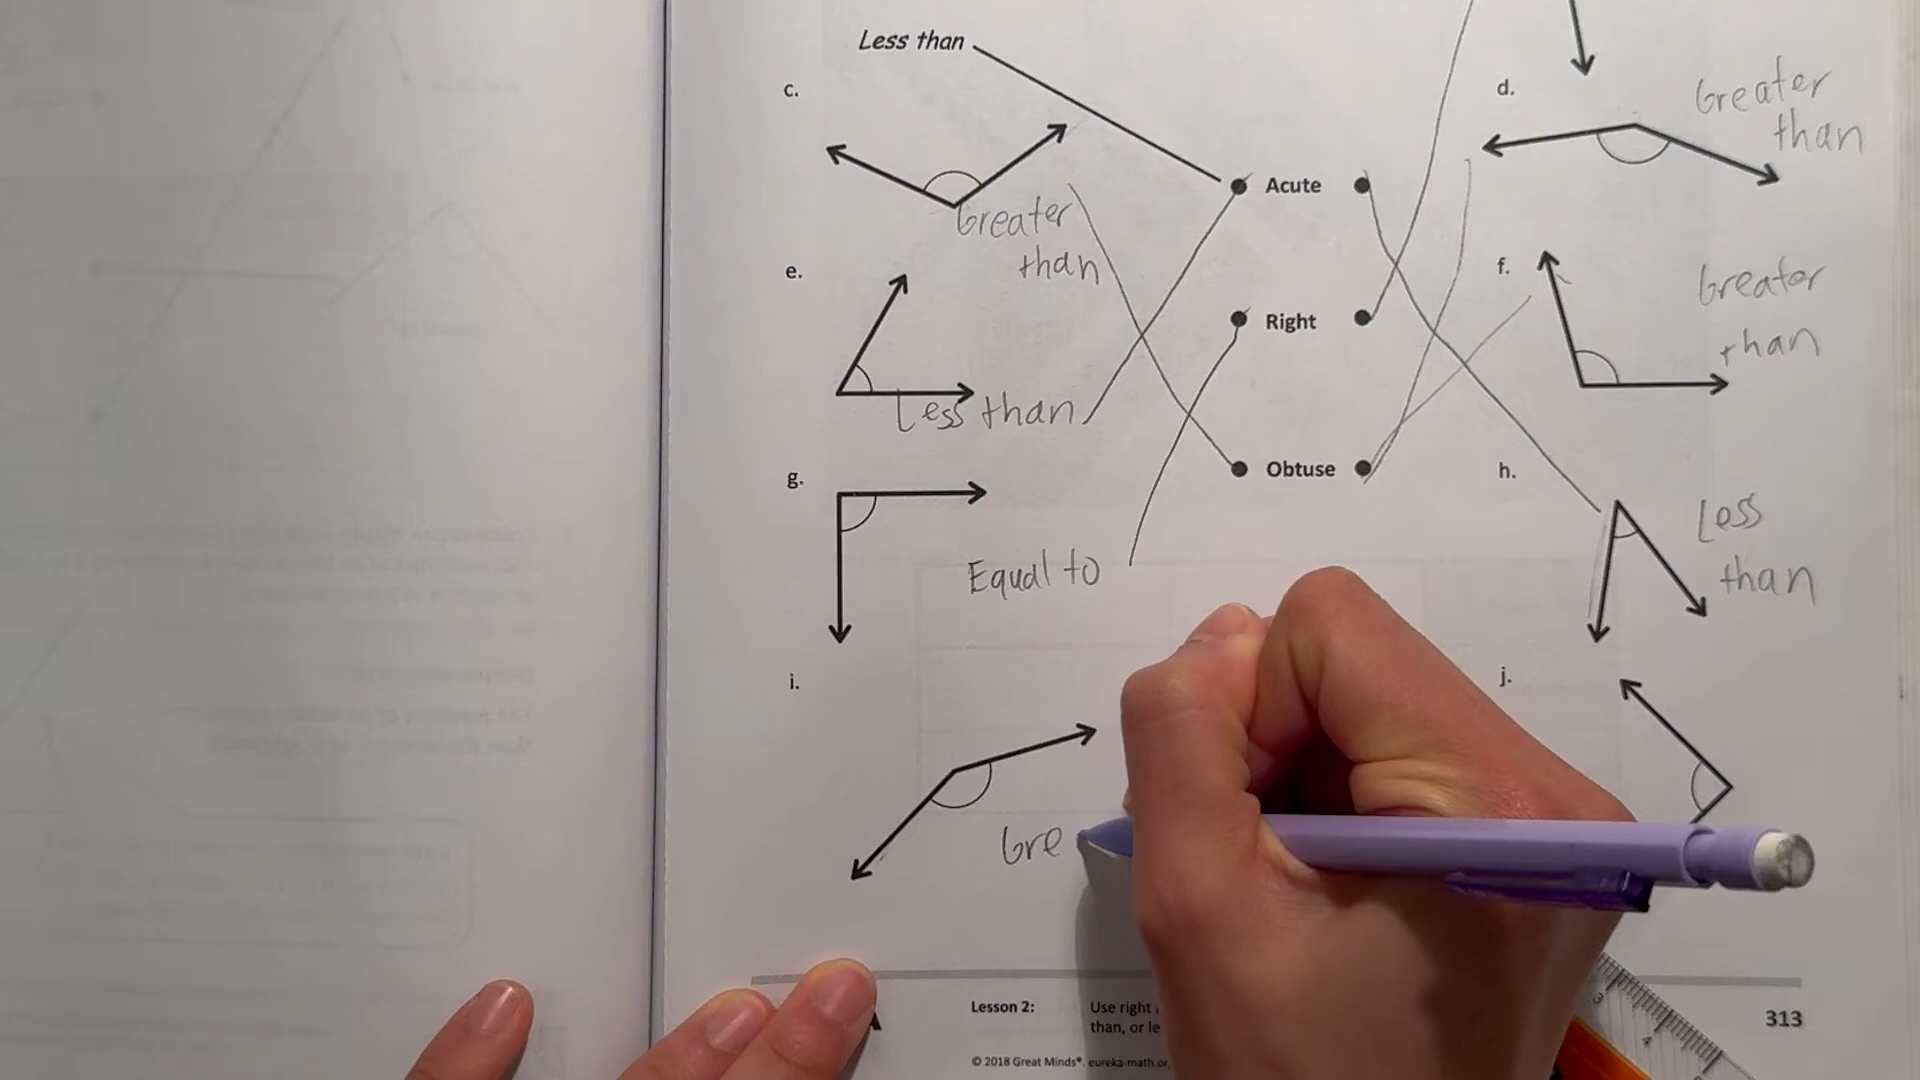 Less than
c.
d.
Greater
than
Acute
Greater
than
e.
f.
Greater
than
Right
Less than
Obtuse
g.
h.
Less
than
Equal to
i.
j.
Gre
Lesson 2:
Use right
than, or le
313
© 2018 Great Minds®. eureka-math.or